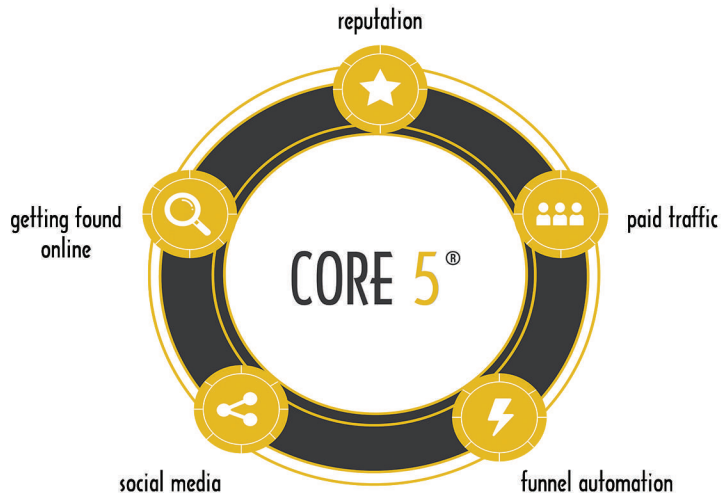 reputation
getting found
online
paid traffic
CORE 5®
social media
funnel automation